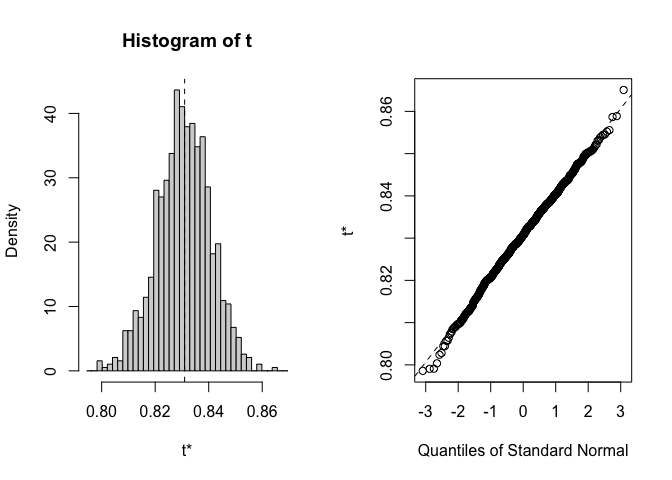 Histogram of t
Density
0
10
20
30
40
0.80 0.82 0.84 0.86
t*
t*
0.80
0.82
0.84
0.86
-3 -2 -1 0 1 2 3
Quantiles of Standard Normal